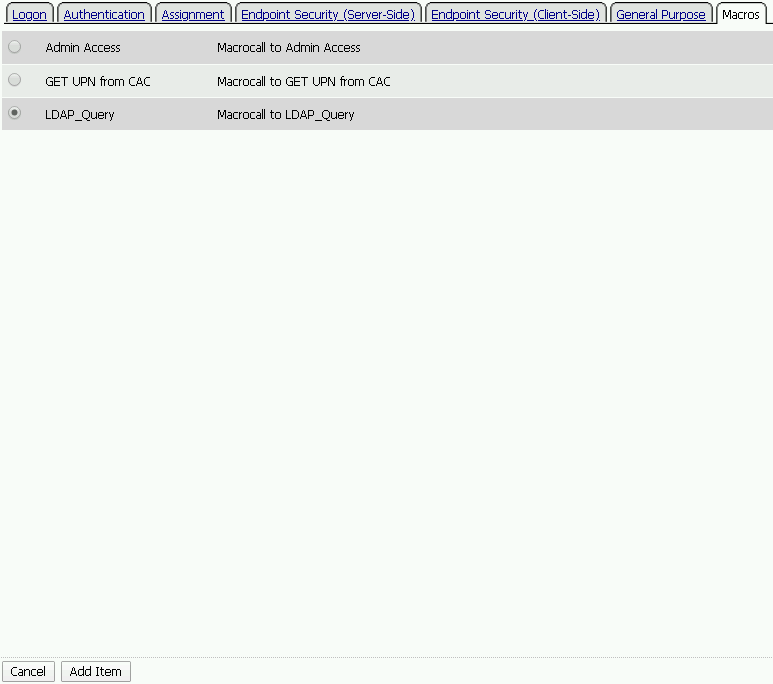 Logon Authentication Assignment Endpoint Security (Server-Side) Endpoint Security (Client-Side) General Purpose Macros
Admin Access Macrocall to Admin Access
GET UPN from CAC Macrocall to GET UPN from CAC
LDAP_Query Macrocall to LDAP_Query
Cancel Add Item